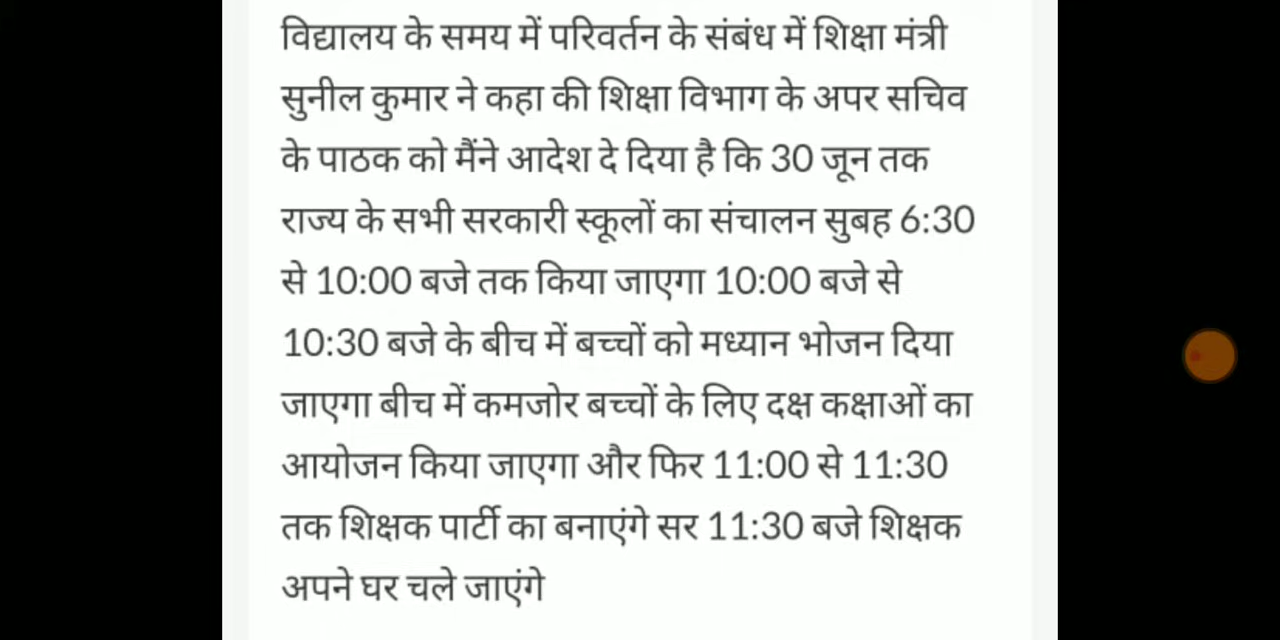 विद्यालय के समय में परिवर्तन के संबंध में शिक्षा मंत्री
सुनील कुमार ने कहा की शिक्षा विभाग के अपर सचिव
के पाठक को मैंने आदेश दे दिया है कि 30 जून तक
राज्य के सभी सरकारी स्कूलों का संचालन सुबह 6:30
से 10:00 बजे तक किया जाएगा 10:00 बजे से
10:30 बजे के बीच में बच्चों को मध्यान भोजन दिया
जाएगा बीच में कमजोर बच्चों के लिए दक्ष कक्षाओं का
आयोजन किया जाएगा और फिर 11:00 से 11:30
तक शिक्षक पार्टी का बनाएंगे सर 11:30 बजे शिक्षक
अपने घर चले जाएंगे